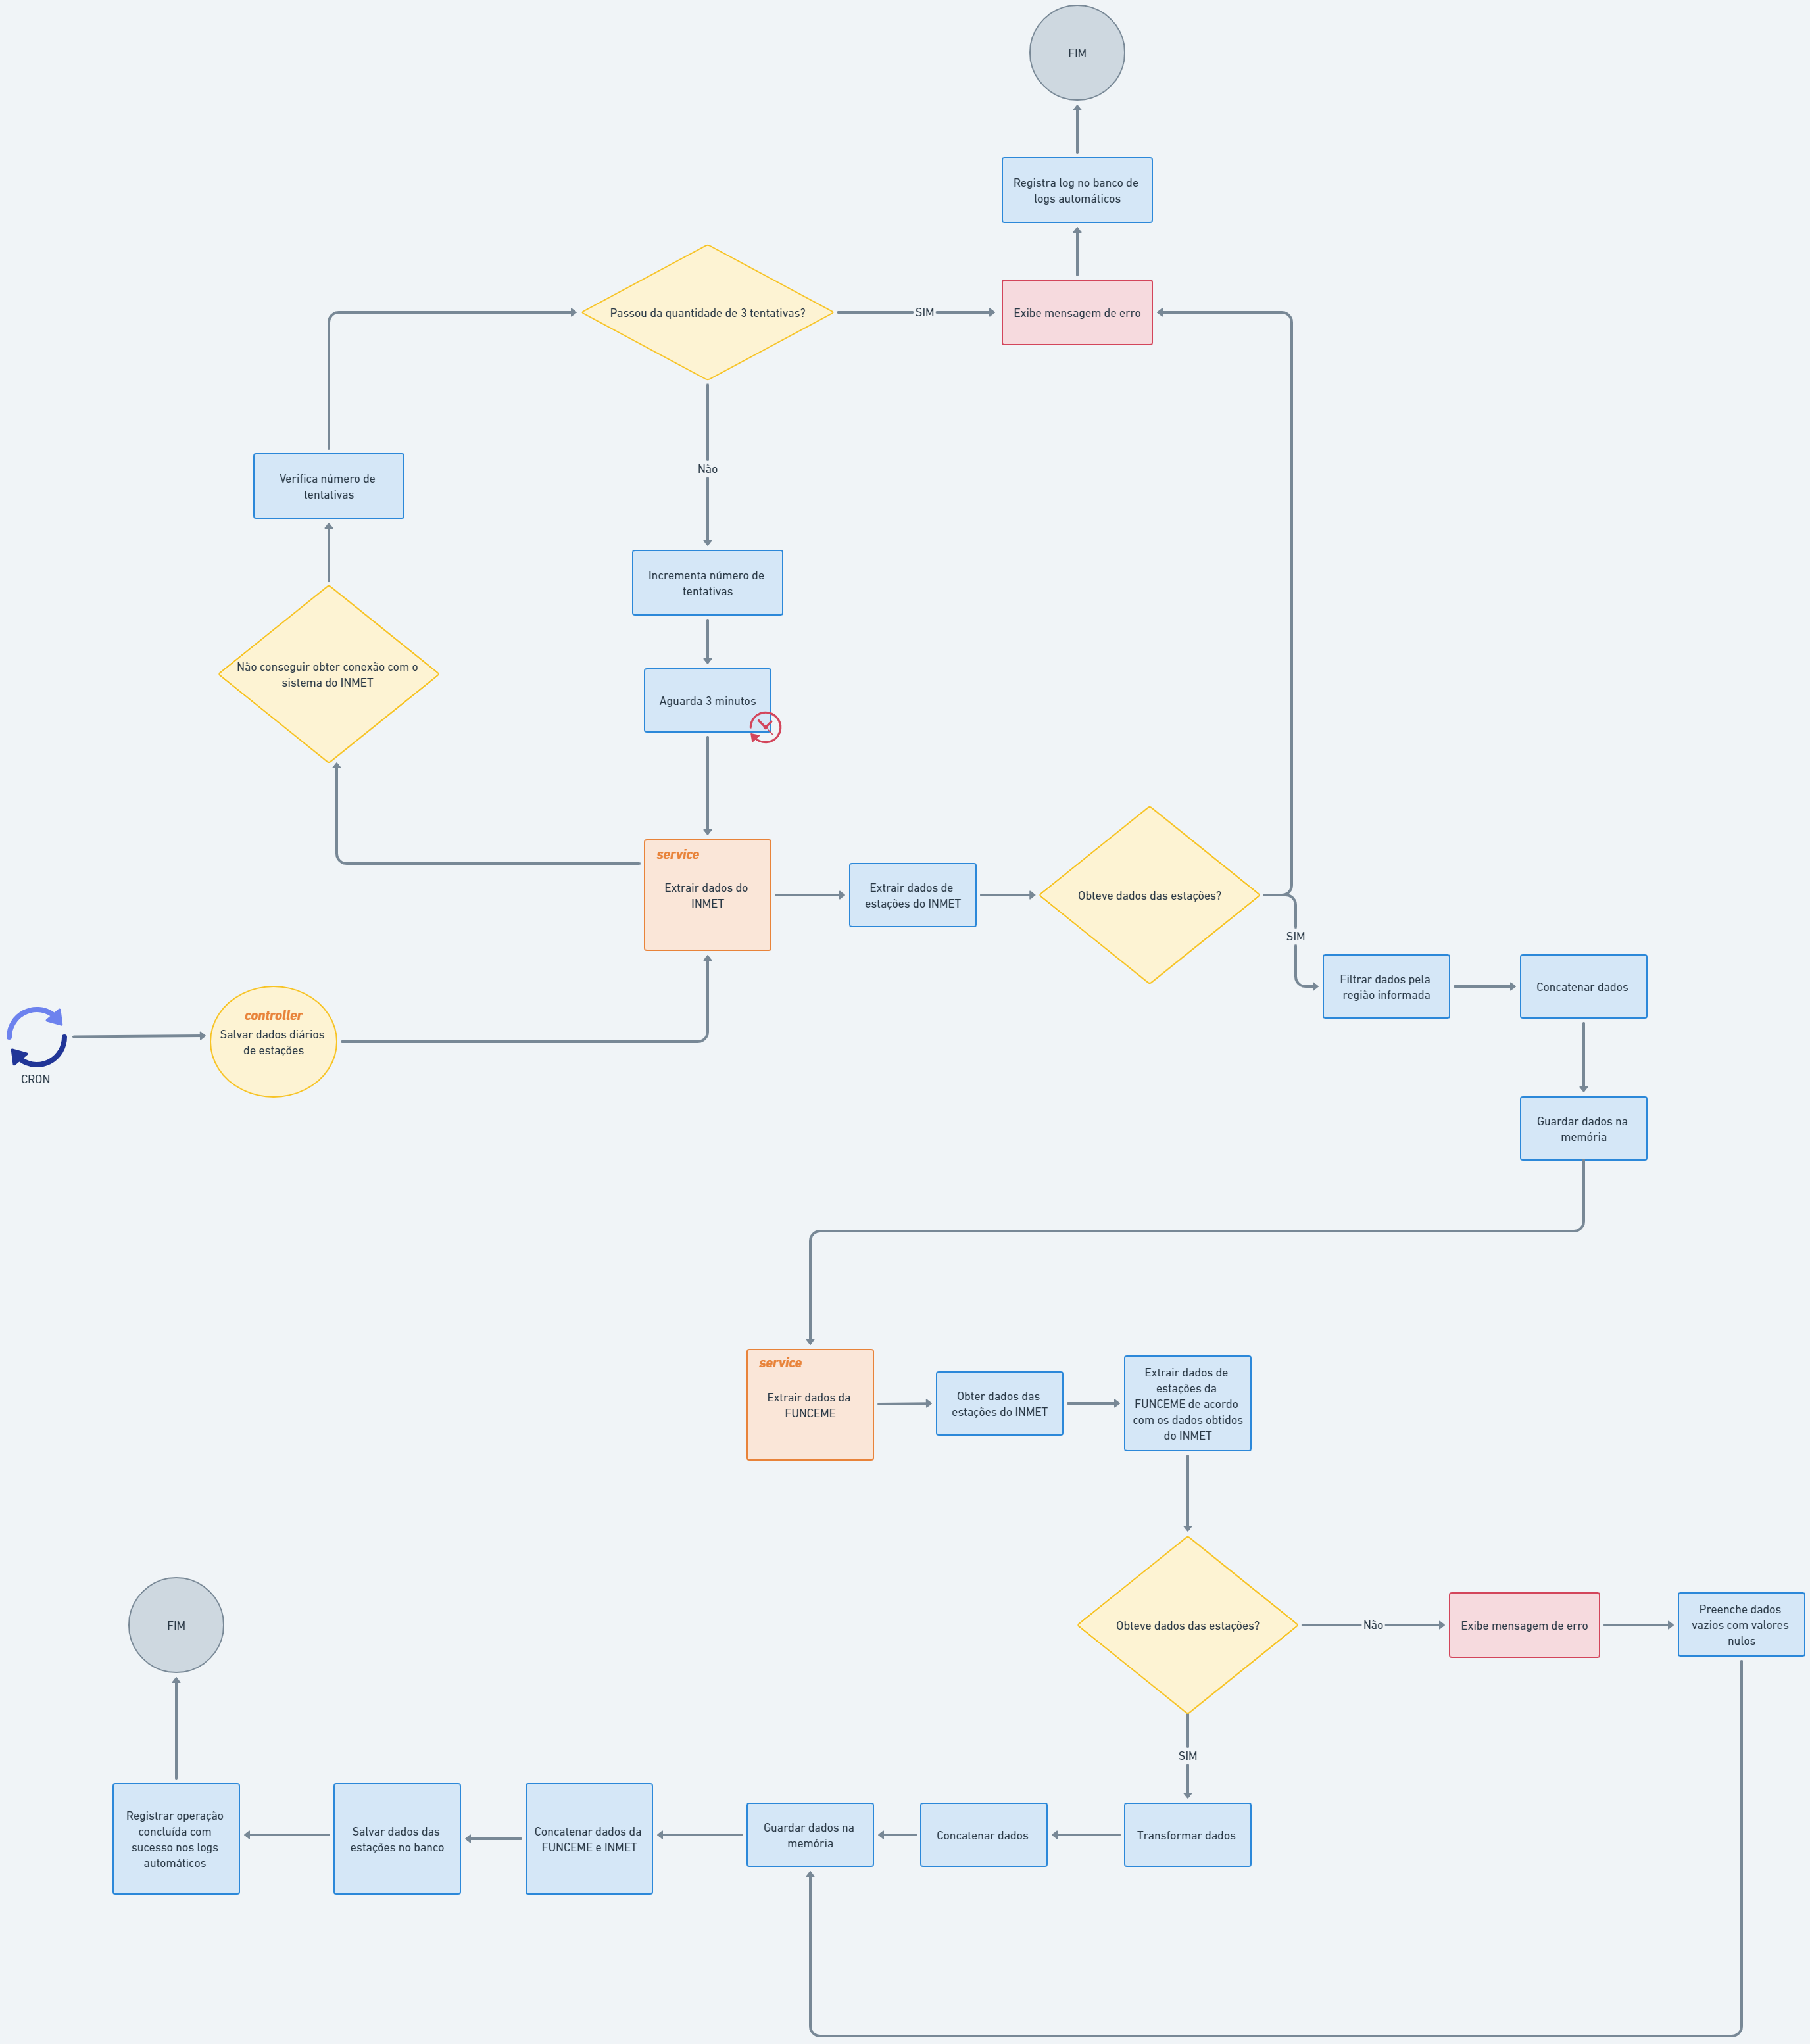 FIM
Registra log no banco de
logs automáticos
Passou da quantidade de 3 tentativas?
SIM
Exibe mensagem de erro
Não
Verifica número de
tentativas
Incrementa número de
tentativas
Não conseguir obter conexão com o
sistema do INMET
Aguarda 3 minutos
service
Extrair dados do
INMET
Extrair dados de
estações do INMET
Obteve dados das estações?
SIM
Filtrar dados pela
região informada
Concatenar dados
controller
Salvar dados diários
de estações
CRON
Guardar dados na
memória
service
Extrair dados da
FUNCEME
Obter dados das
estações do INMET
Extrair dados de
estações da
FUNCEME de acordo
com os dados obtidos
do INMET
Obteve dados das estações?
Não
Exibe mensagem de erro
Preenche dados
vazios com valores
nulos
FIM
SIM
Registrar operação
concluída com
sucesso nos logs
automáticos
Salvar dados das
estações no banco
Concatenar dados da
FUNCEME e INMET
Guardar dados na
memória
Concatenar dados
Transformar dados